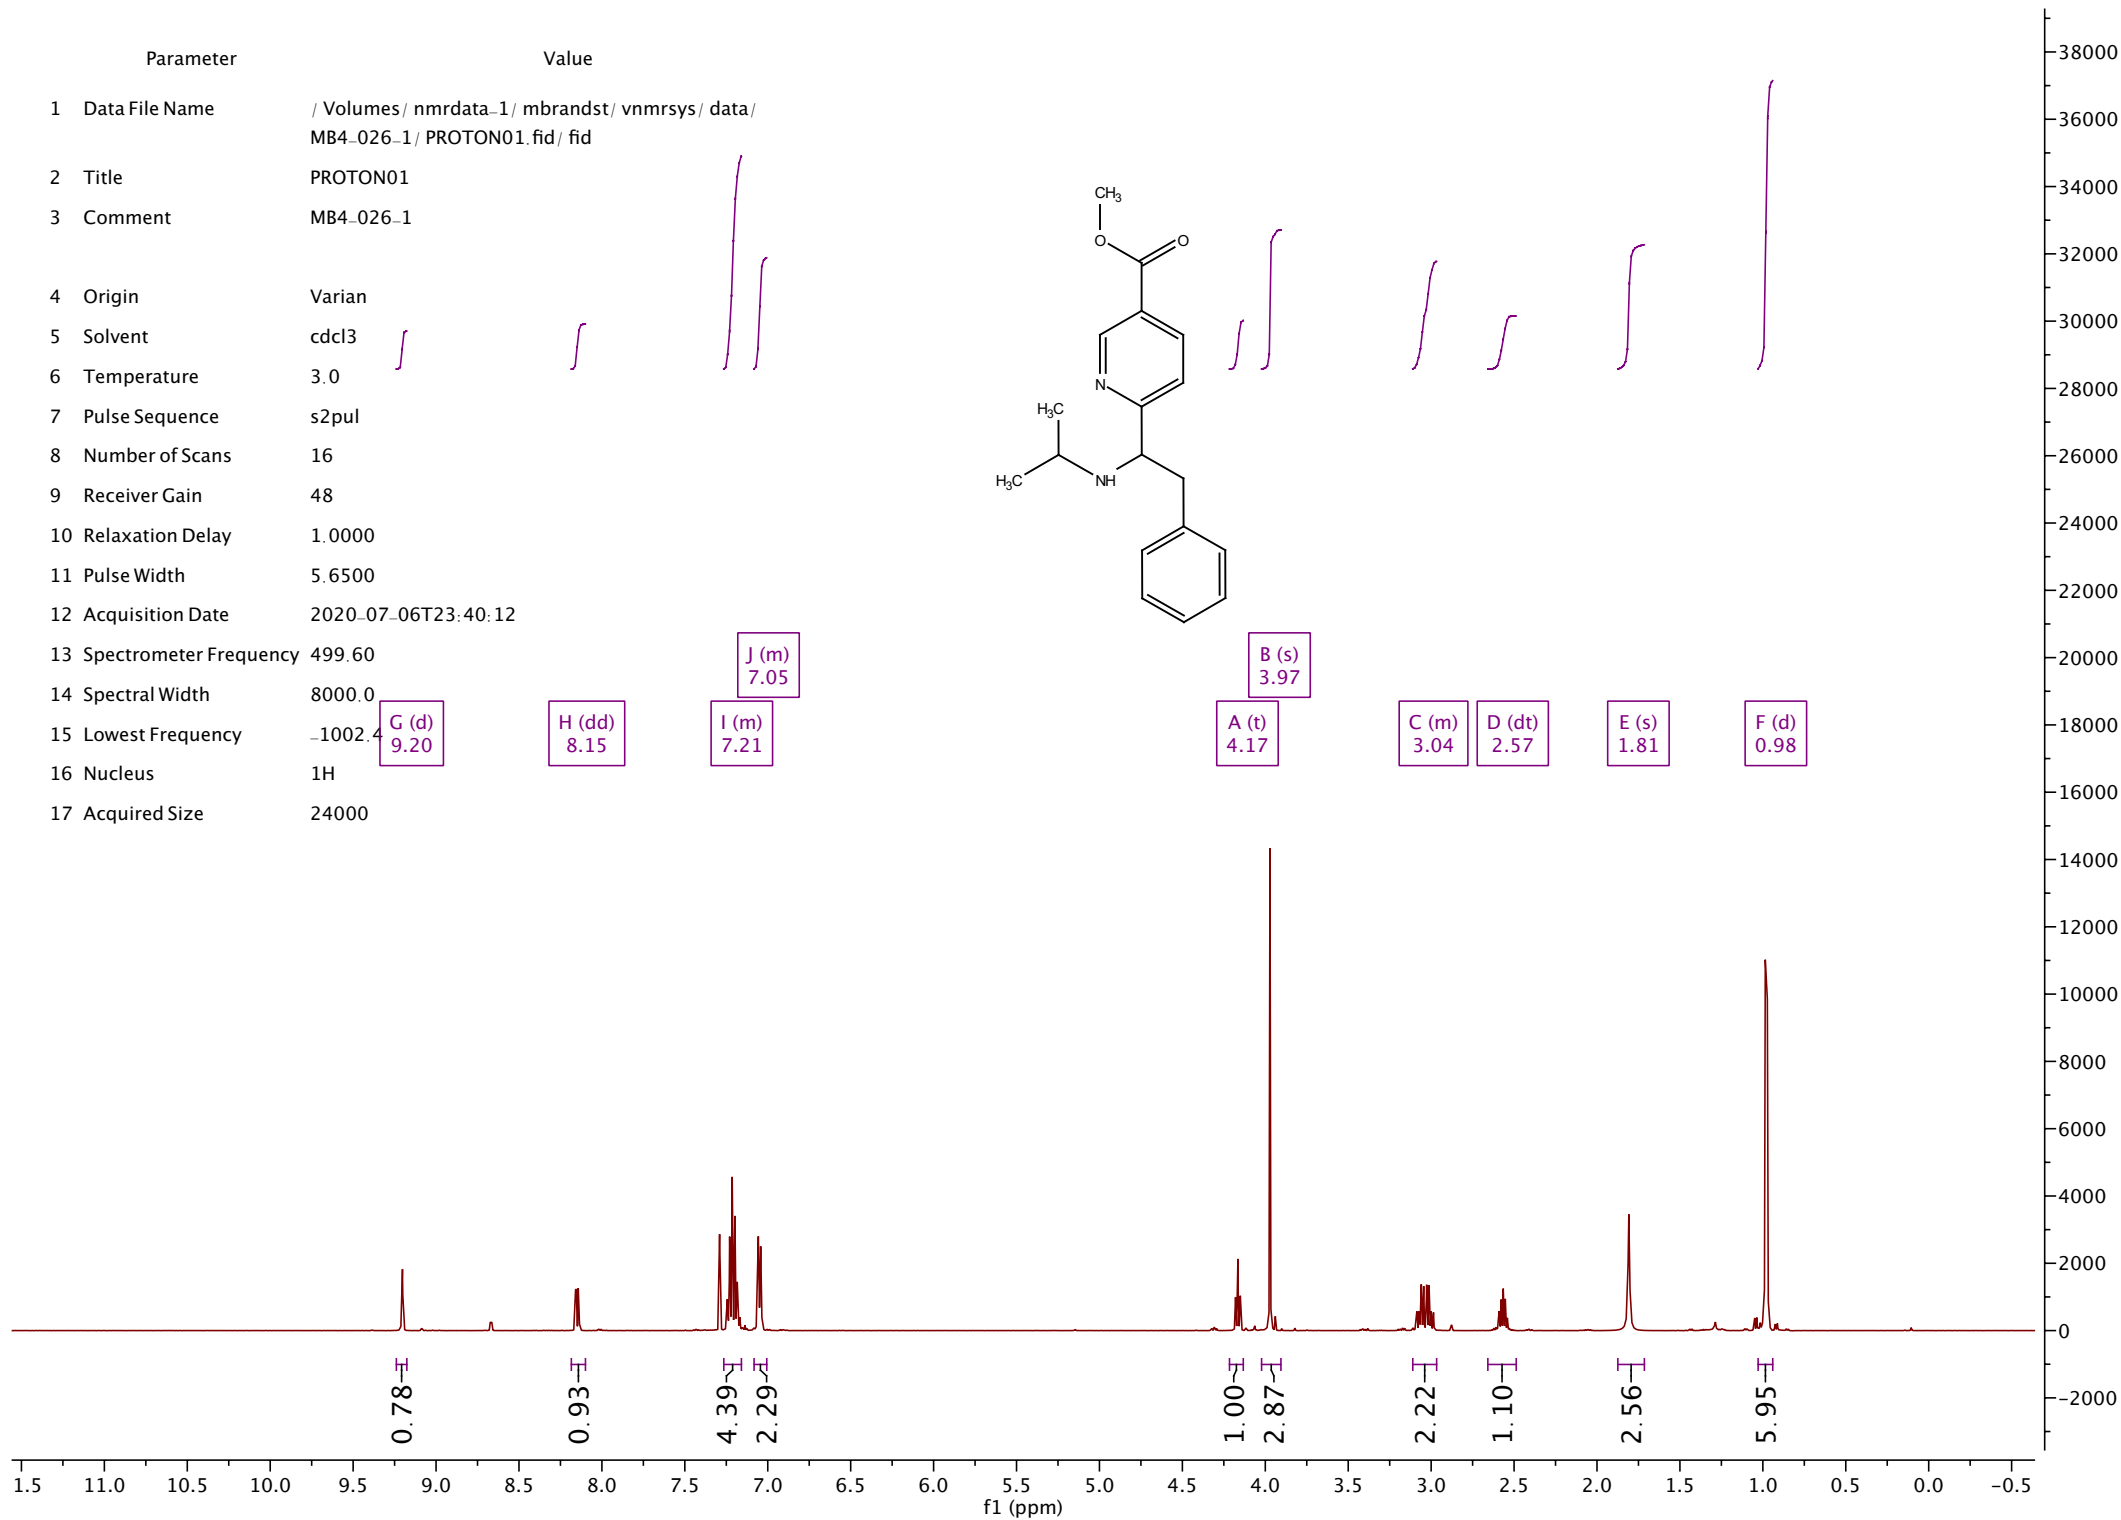 Parameter Value
1 Data File Name / Volumes/ nmrdata_1/ mbrandst/ vnmrsys/ data/
MB4_026_1/ PROTON01.fid/ fid
2 Title PROTON01
3 Comment MB4_026_1
4 Origin Varian
5 Solvent cdcl3
6 Temperature 3.0
7 Pulse Sequence s2pul
8 Number of Scans 16
9 Receiver Gain 48
10 Relaxation Delay 1.0000
11 Pulse Width 5.6500
12 Acquisition Date 2020_07_06T23:40:12
13 Spectrometer Frequency 499.60
14 Spectral Width 8000.0
15 Lowest Frequency _1002.4
16 Nucleus 1H
17 Acquired Size 24000
CH3
O
O
N
H3C
H3C
NH
J (m)
7.05
B (s)
3.97
G (d)
9.20
H (dd)
8.15
I (m)
7.21
A (t)
4.17
C (m)
3.04
D (dt)
2.57
E (s)
1.81
F (d)
0.98
38000
36000
34000
32000
30000
28000
26000
24000
22000
20000
18000
16000
14000
12000
10000
8000
6000
4000
2000
0
−2000
0.78 0.93 4.39 2.29 1.00 2.87 2.22 1.10 2.56 5.95
1.5 11.0 10.5 10.0 9.5 9.0 8.5 8.0 7.5 7.0 6.5 6.0 5.5 5.0 4.5 4.0 3.5 3.0 2.5 2.0 1.5 1.0 0.5 0.0 −0.5
f1 (ppm)